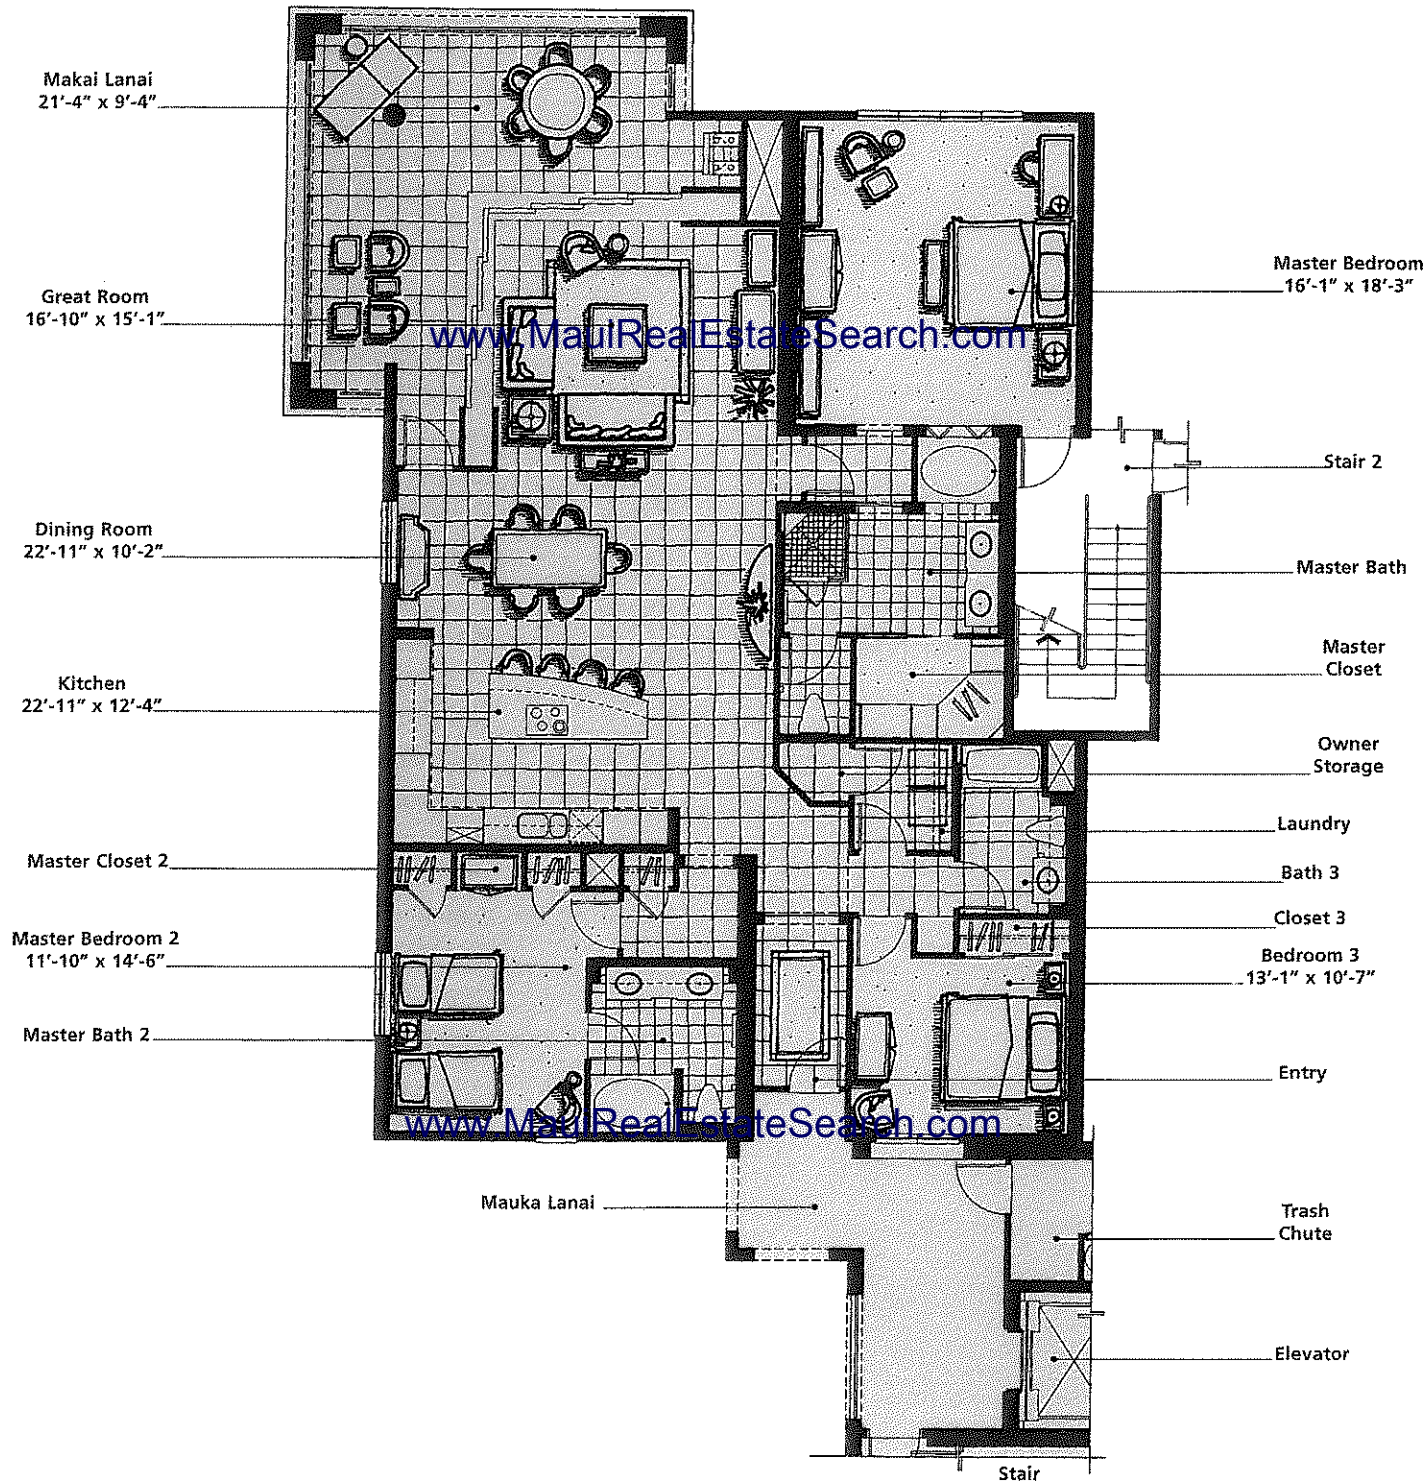 Makai Lanai
21'-4" x 9'-4"
Great Room
16'-10" x 15'-1"
Dining Room
22'-11" x 10'-2"
Kitchen
22'-11" x 12'-4"
Master Closet 2
Master Bedroom 2
11'-10" x 14'-6"
Master Bath 2
Mauka Lanai
www.MauiRealEstateSearch.com
www.MauiRealEstateSearch.com
Master Bedroom
16'-1" x 18'-3"
Stair 2
Master Bath
Master
Closet
Owner
Storage
Laundry
Bath 3
Closet 3
Bedroom 3
13'-1" x 10'-7"
Entry
Trash
Chute
Elevator
Stair